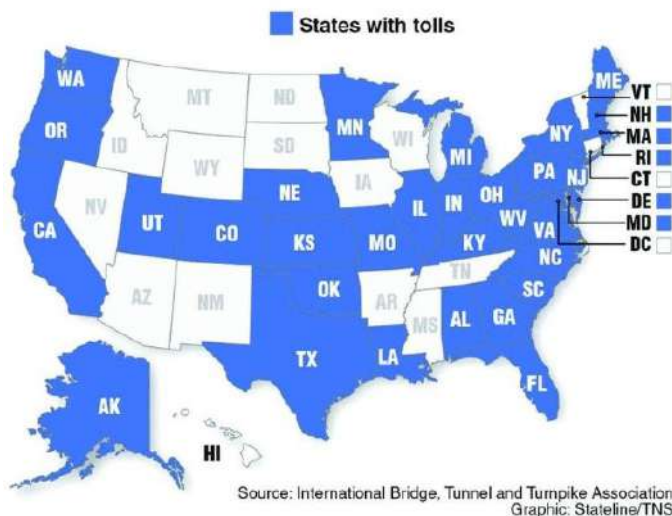 States with tolls
WA
MT
ND
MN
ME
VT
NH
MA
RI
CT
DE
MD
DC
OR
ID
SD
WI
NY
WY
MI
IA
PA
NJ
NE
NV
UT
IL
IN
OH
CA
CO
WV
VA
KS
MO
KY
NC
TN
AZ
NM
OK
AR
SC
MS
AL
GA
TX
LA
FL
AK
HI
Source: International Bridge, Tunnel and Turnpike Association
Graphic: Stateline/TNS